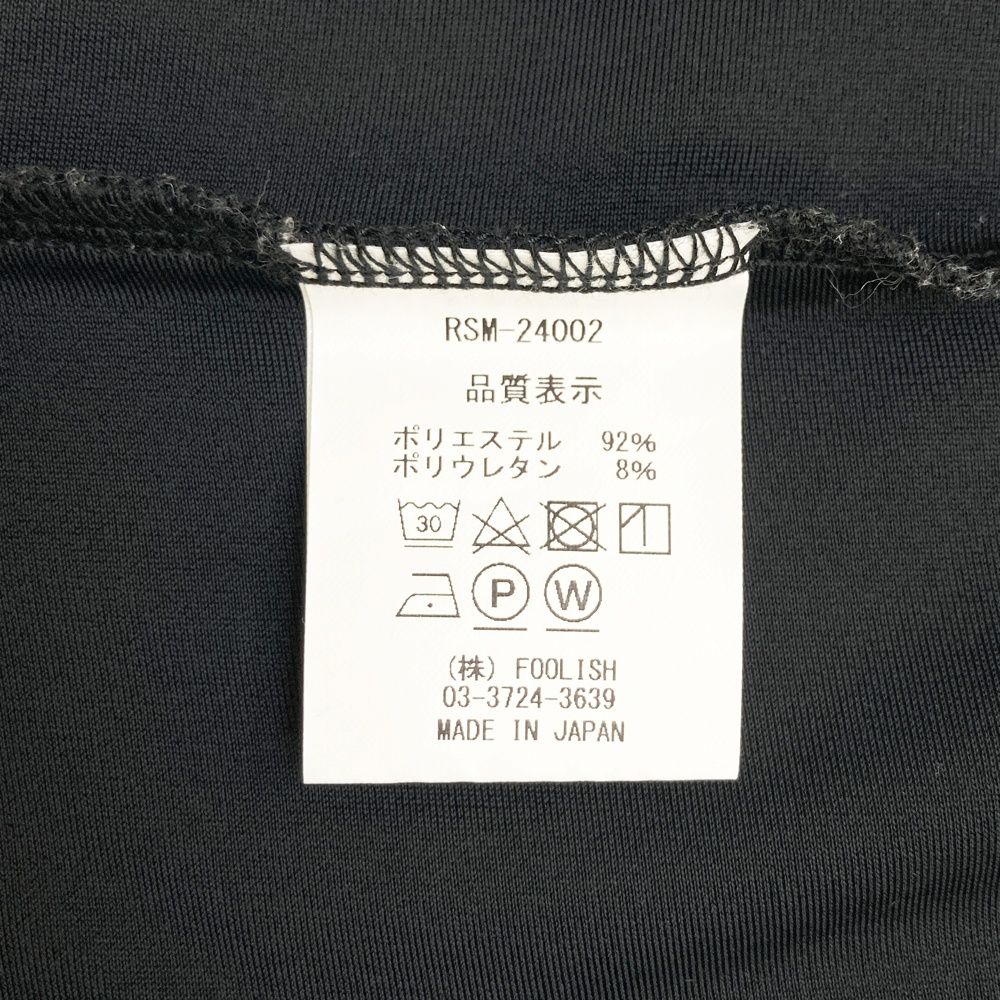 RSM-24002
品質表示
ポリエステル 92%
ポリウレタン 8%
30
P W
(株) FOOLISH
03-3724-3639
MADE IN JAPAN